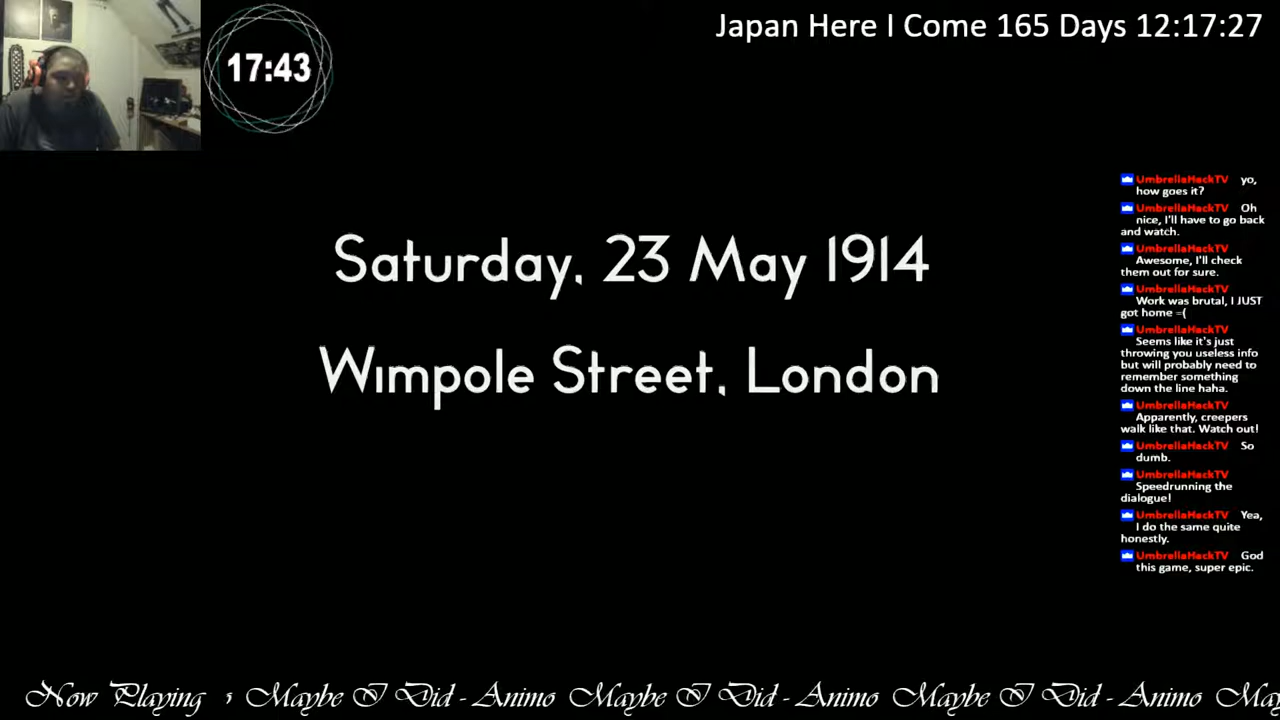 Japan Here I Come 165 Days 12:17:27
17:43
Saturday, 23 May 1914
Wimpole Street, London
UmbrellaHackTV yo,
how goes it?
UmbrellaHackTV Oh
nice, I'll have to go back
and watch.
UmbrellaHackTV
Awesome, I'll check
them out for sure.
UmbrellaHackTV
Work was brutal, I JUST
got home =(
UmbrellaHackTV
Seems like it's just
throwing you useless info
but will probably need to
remember something
down the line haha.
UmbrellaHackTV
Apparently, creepers
walk like that. Watch out!
UmbrellaHackTV So
dumb.
UmbrellaHackTV
Speedrunning the
dialogue!
UmbrellaHackTV Yea,
I do the same quite
honestly.
UmbrellaHackTV God
this game, super epic.
Now Playing ; Maybe I Did - Animo Maybe I Did - Animo Maybe I Did - Animo May